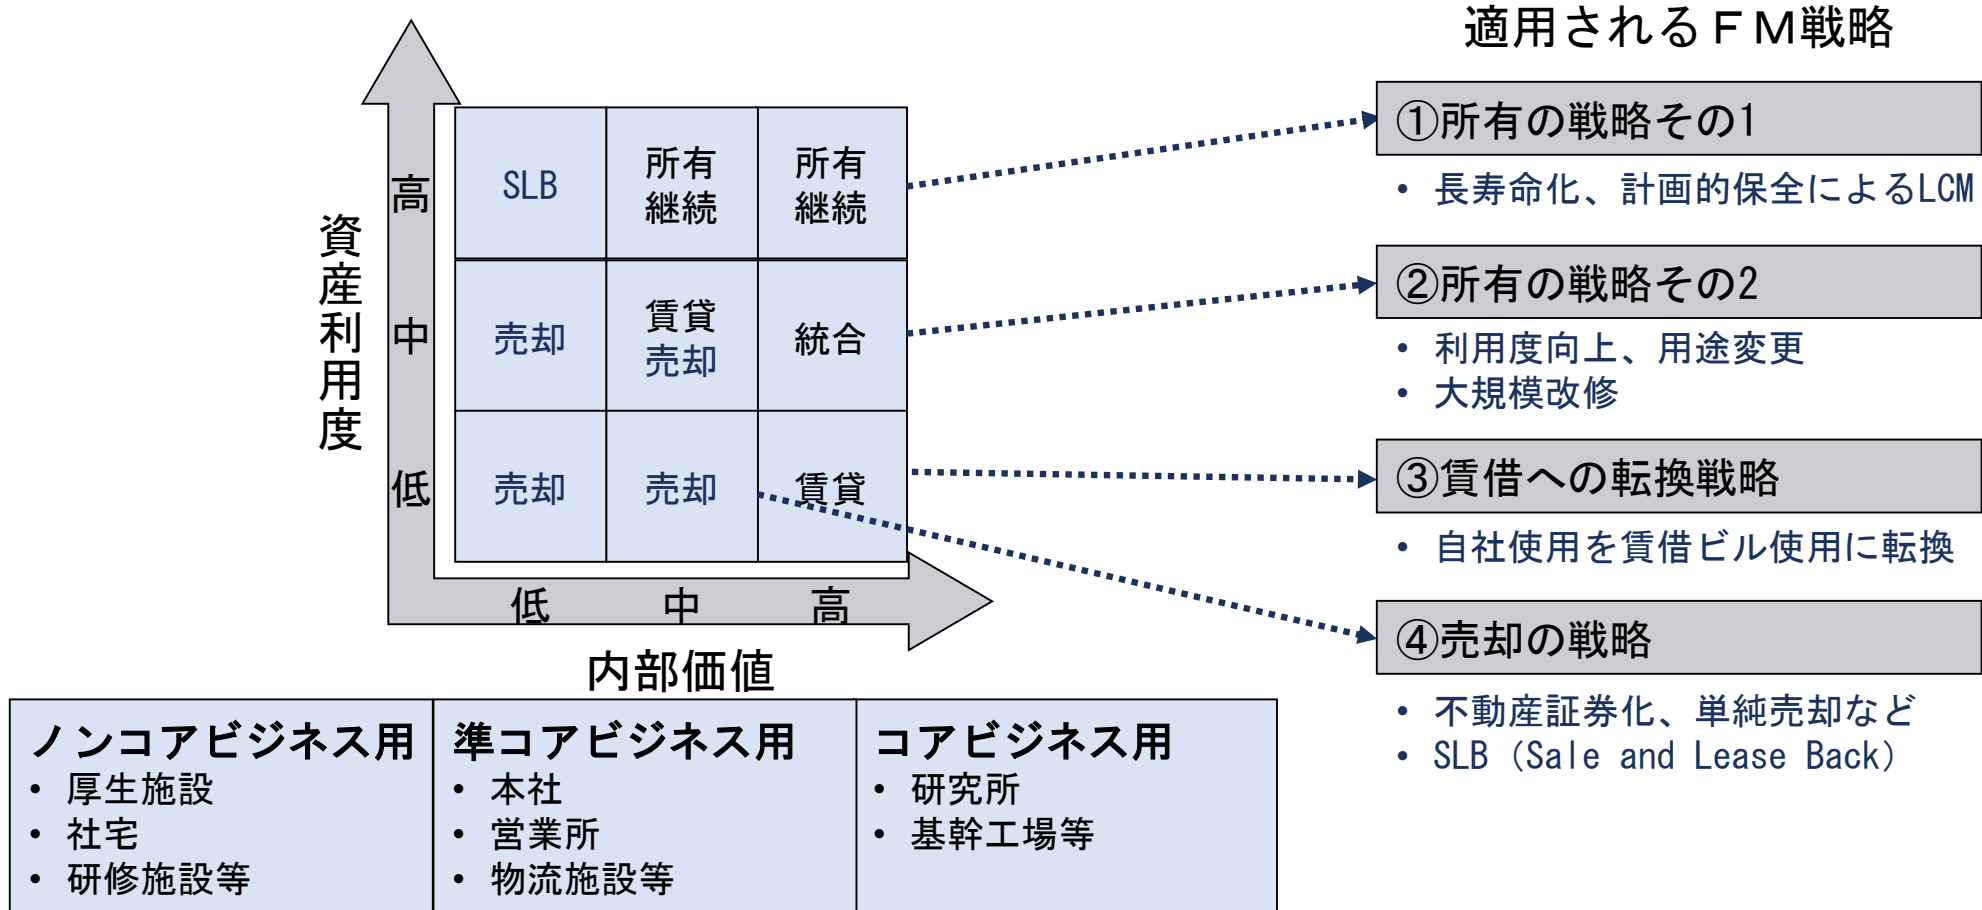 適用されるＦＭ戦略
資産利用度
高
中
低
SLB
所有
継続
所有
継続
売却
賃貸
売却
統合
売却
売却
賃貸
低
中
高
内部価値
①所有の戦略その1
• 長寿命化、計画的保全によるLCM
②所有の戦略その2
• 利用度向上、用途変更
• 大規模改修
③賃借への転換戦略
• 自社使用を賃借ビル使用に転換
④売却の戦略
• 不動産証券化、単純売却など
• SLB（Sale and Lease Back）
ノンコアビジネス用
• 厚生施設
• 社宅
• 研修施設等
準コアビジネス用
• 本社
• 営業所
• 物流施設等
コアビジネス用
• 研究所
• 基幹工場等